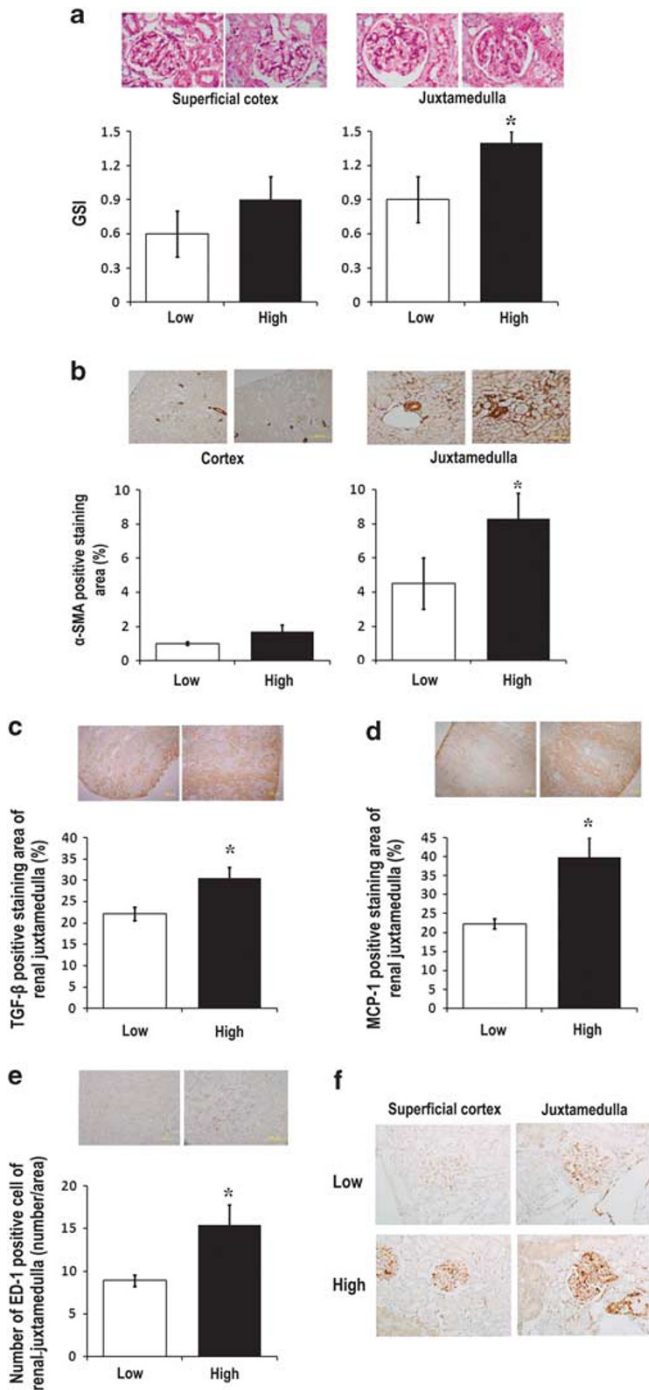 a
Superficial cotex
Juxtamedulla
GSI
1.5
1.2
0.9
0.6
0.3
0
Low
High
1.5
1.2
0.9
0.6
0.3
0
*
Low
High
b
Cortex
Juxtamedulla
α-SMA positive staining
area (%)
10
8
6
4
2
0
Low
High
10
8
6
4
2
0
*
Low
High
c
TGF-β positive staining area of
renal juxtamedulla (%)
40
35
30
25
20
15
10
5
0
*
Low
High
d
MCP-1 positive staining area of
renal juxtamedulla (%)
45
40
35
30
25
20
15
10
5
0
*
Low
High
e
Number of ED-1 positive cell of
renal-juxtamedulla (number/area)
20
15
10
5
0
*
Low
High
f
Superficial cortex
Juxtamedulla
Low
High